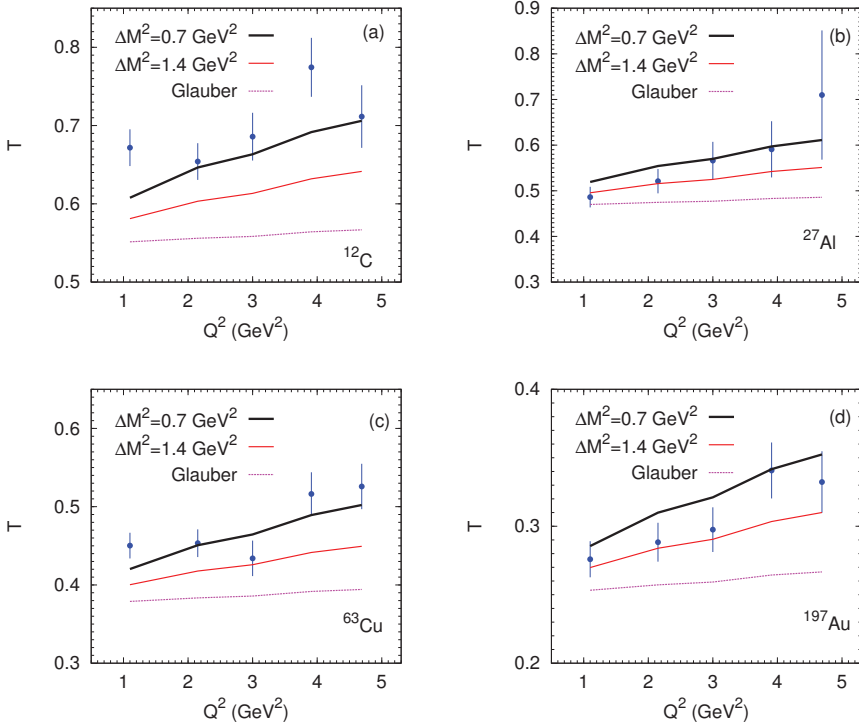 (a)
ΔM²=0.7 GeV²
ΔM²=1.4 GeV²
Glauber
0.8
0.7
0.6
0.5
T
¹²C
1 2 3 4 5
Q² (GeV²)
(b)
ΔM²=0.7 GeV²
ΔM²=1.4 GeV²
Glauber
0.9
0.8
0.7
0.6
0.5
0.4
0.3
T
²⁷Al
1 2 3 4 5
Q² (GeV²)
(c)
ΔM²=0.7 GeV²
ΔM²=1.4 GeV²
Glauber
0.6
0.5
0.4
0.3
T
⁶³Cu
1 2 3 4 5
Q² (GeV²)
(d)
ΔM²=0.7 GeV²
ΔM²=1.4 GeV²
Glauber
0.4
0.3
0.2
T
¹⁹⁷Au
1 2 3 4 5
Q² (GeV²)